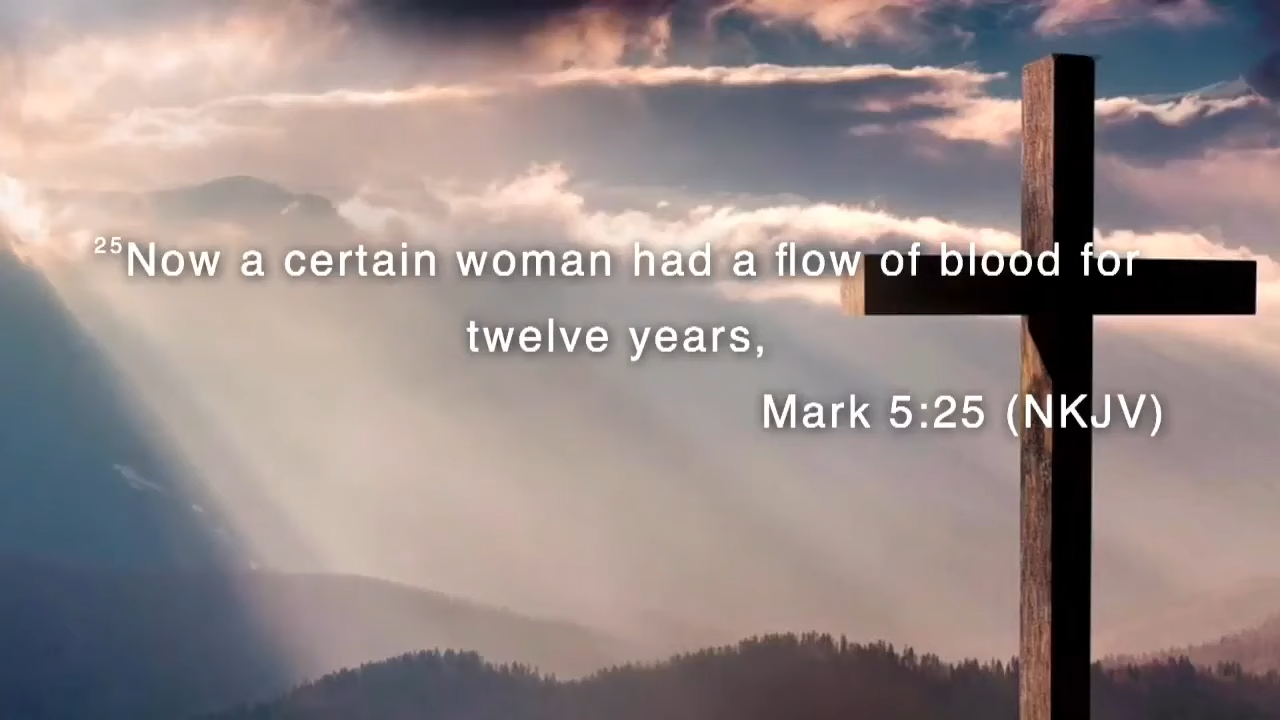 ²⁵Now a certain woman had a flow of blood for
twelve years,
Mark 5:25 (NKJV)